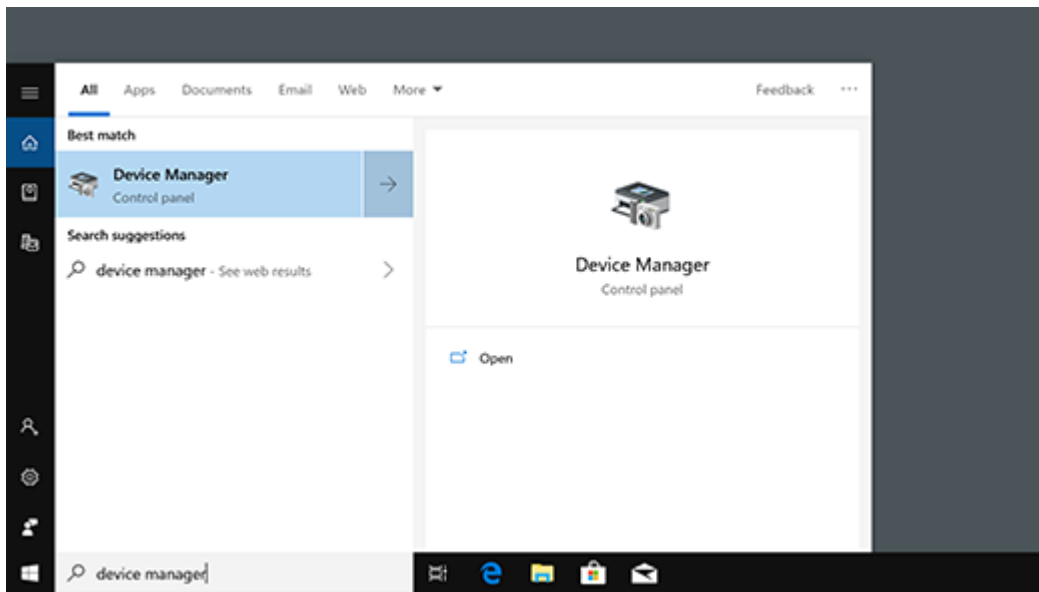 All Apps Documents Email Web More Feedback ...
Best match
Device Manager
Control panel
Search suggestions
device manager - See web results
Device Manager
Control panel
Open
device manager